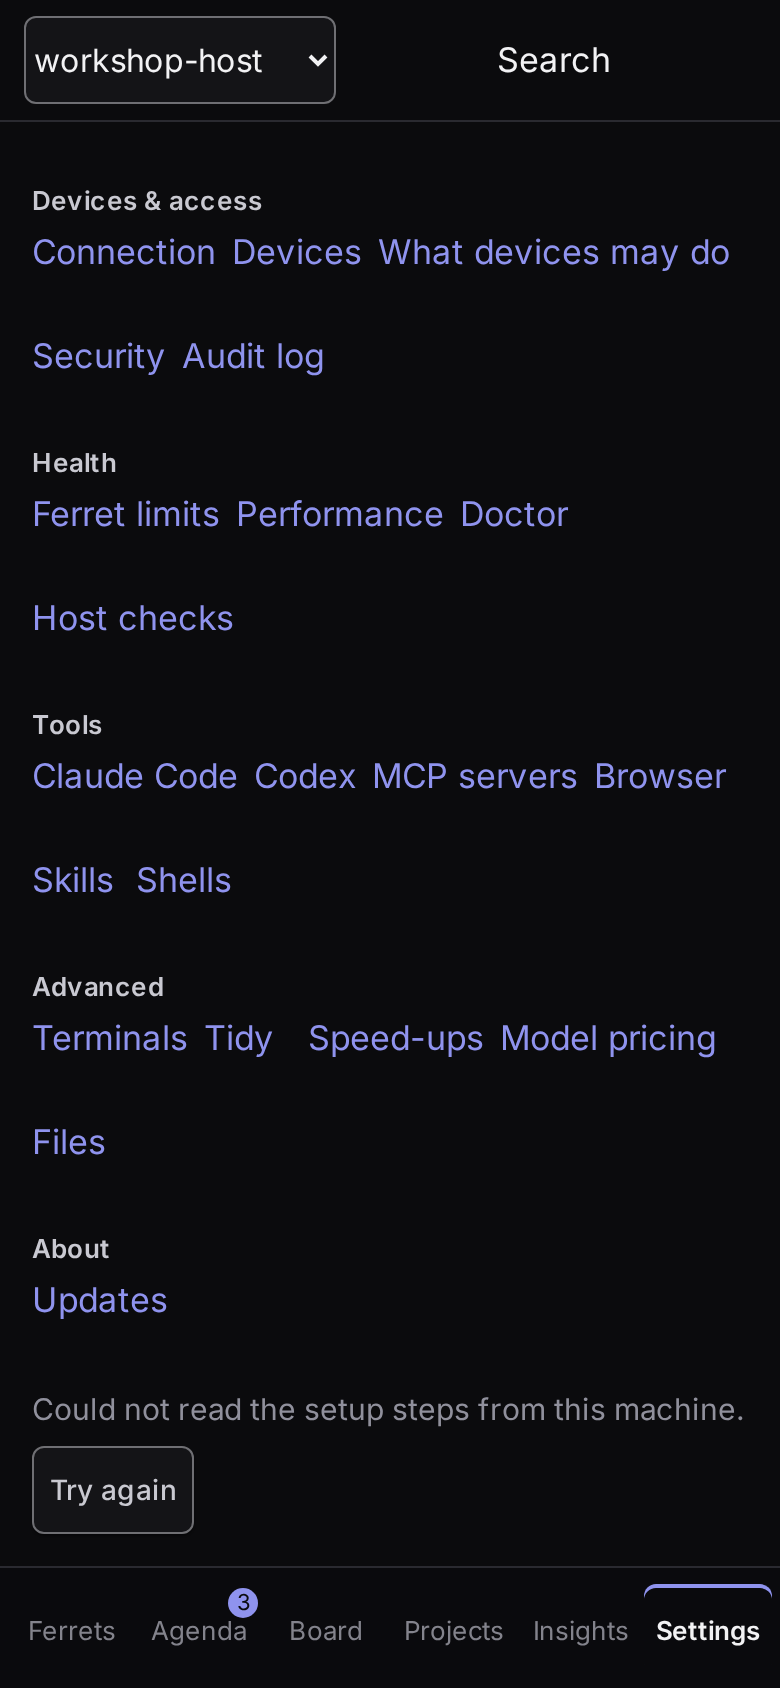 workshop-host
Search
Devices & access
Connection Devices What devices may do
Security Audit log
Health
Ferret limits Performance Doctor
Host checks
Tools
Claude Code Codex MCP servers Browser
Skills Shells
Advanced
Terminals Tidy Speed-ups Model pricing
Files
About
Updates
Could not read the setup steps from this machine.
Try again
3
Ferrets Agenda Board Projects Insights Settings